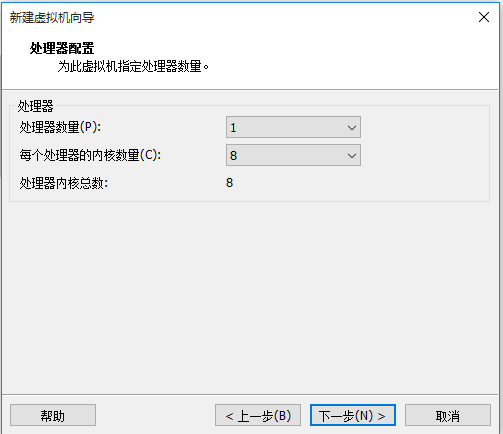 新建虚拟机向导
处理器配置
为此虚拟机指定处理器数量。
处理器
处理器数量(P): 1
每个处理器的内核数量(C): 8
处理器内核总数: 8
帮助 < 上一步(B) 下一步(N) > 取消